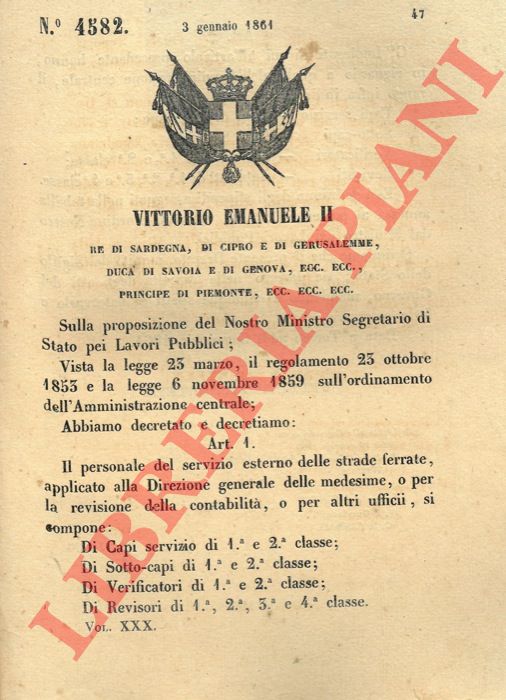 47
N.º 4582.
3 gennaio 1861
VITTORIO EMANUELE II
RE DI SARDEGNA, DI CIPRO E DI GERUSALEMME,
DUCA DI SAVOIA E DI GENOVA, ECC. ECC.,
PRINCIPE DI PIEMONTE, ECC. ECC. ECC.
Sulla proposizione del Nostro Ministro Segretario di
Stato pei Lavori Pubblici;
Vista la legge 23 marzo, il regolamento 23 ottobre
1853 e la legge 6 novembre 1859 sull'ordinamento
dell'Amministrazione centrale;
Abbiamo decretato e decretiamo:
Art. 1.
Il personale del servizio esterno delle strade ferrate,
applicato alla Direzione generale delle medesime, o per
la revisione della contabilità, o per altri ufficii, si
compone:
Di Capi servizio di 1.ª e 2.ª classe;
Di Sotto-capi di 1.ª e 2.ª classe;
Di Verificatori di 1.ª e 2.ª classe;
Di Revisori di 1.ª, 2.ª, 3.ª e 4.ª classe.
VOL. XXX.
LIBRERIA PIANI